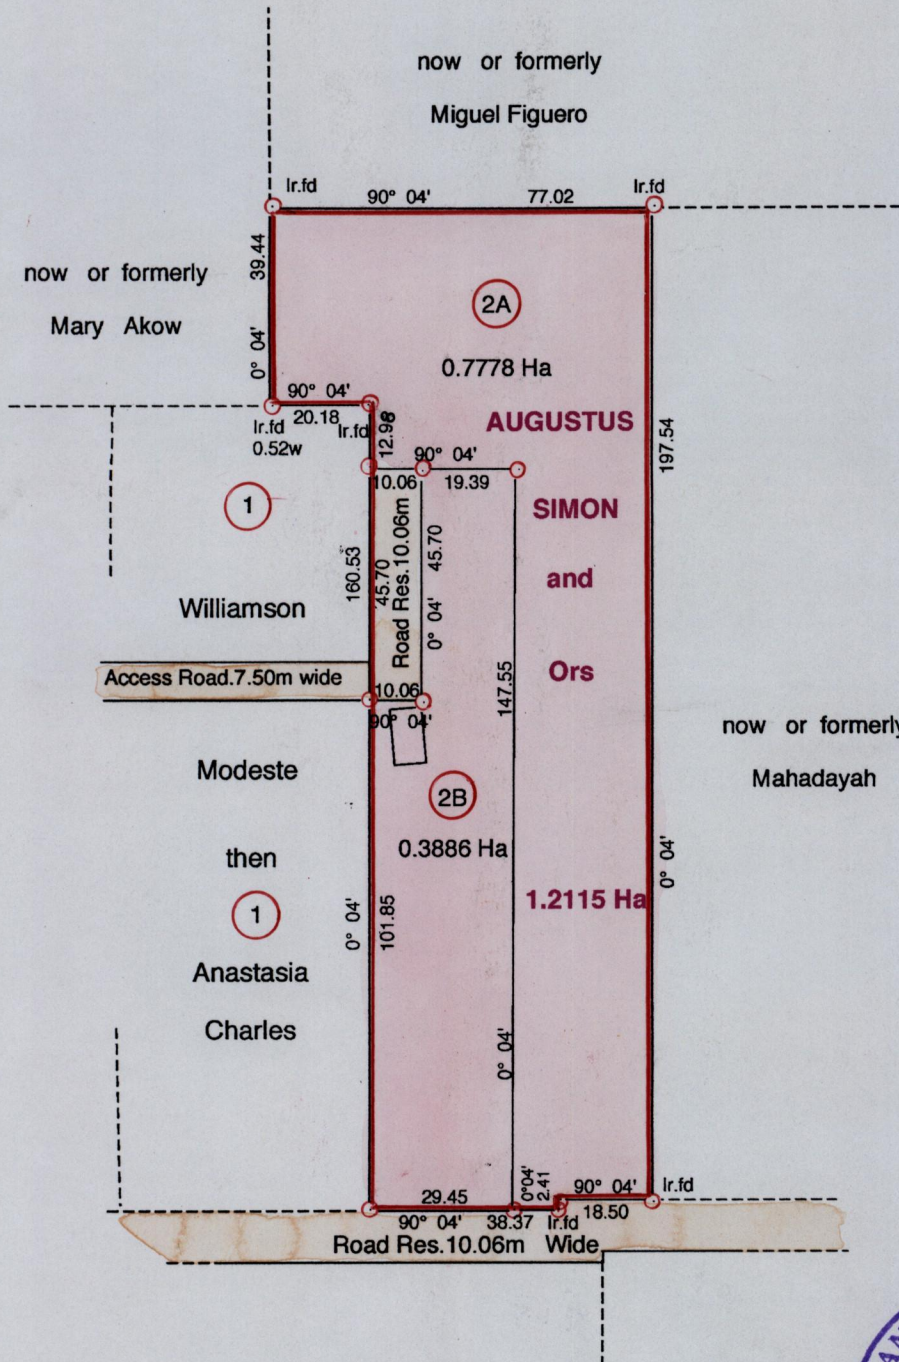 now or formerly
Miguel Figuero
Ir.fd
90° 04'
77.02
Ir.fd
39.44
0° 04'
now or formerly
Mary Akow
2A
0.7778 Ha
90° 04'
20.18
Ir.fd
0.52w
Ir.fd
12.98
AUGUSTUS
SIMON
and
Ors
1.2115 Ha
197.54
0° 04'
90° 04'
10.06
19.39
1
Williamson
160.53
45.70
Road Res.10.06m
45.70
0° 04'
147.55
0° 04'
Access Road.7.50m wide
10.06
90° 04'
now or formerly
Mahadayah
Modeste
then
1
Anastasia
Charles
2B
0.3886 Ha
0° 04'
101.85
29.45
90° 04'
38.37
0°04'
2.41
Ir.fd
90° 04'
18.50
Ir.fd
Road Res.10.06m Wide